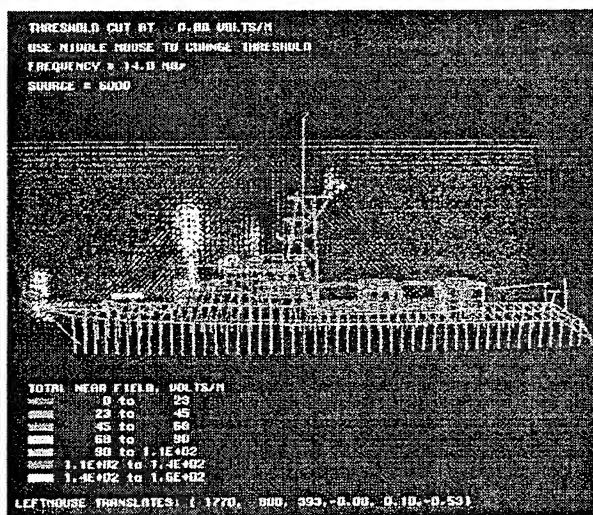 THRESHOLD CUT AT 0.00 VOLTS/M
USE MIDDLE MOUSE TO CHANGE THRESHOLD
FREQUENCY = 14.0 MHz
SOURCE = 6000
TOTAL NEAR FIELD, VOLTS/M
0 to 23
23 to 45
45 to 68
68 to 90
90 to 1.1E+02
1.1E+02 to 1.4E+02
1.4E+02 to 1.6E+02
LEFTMOUSE TRANSLATES: ( 1770, 393,-0.00, 0.10,-0.53)